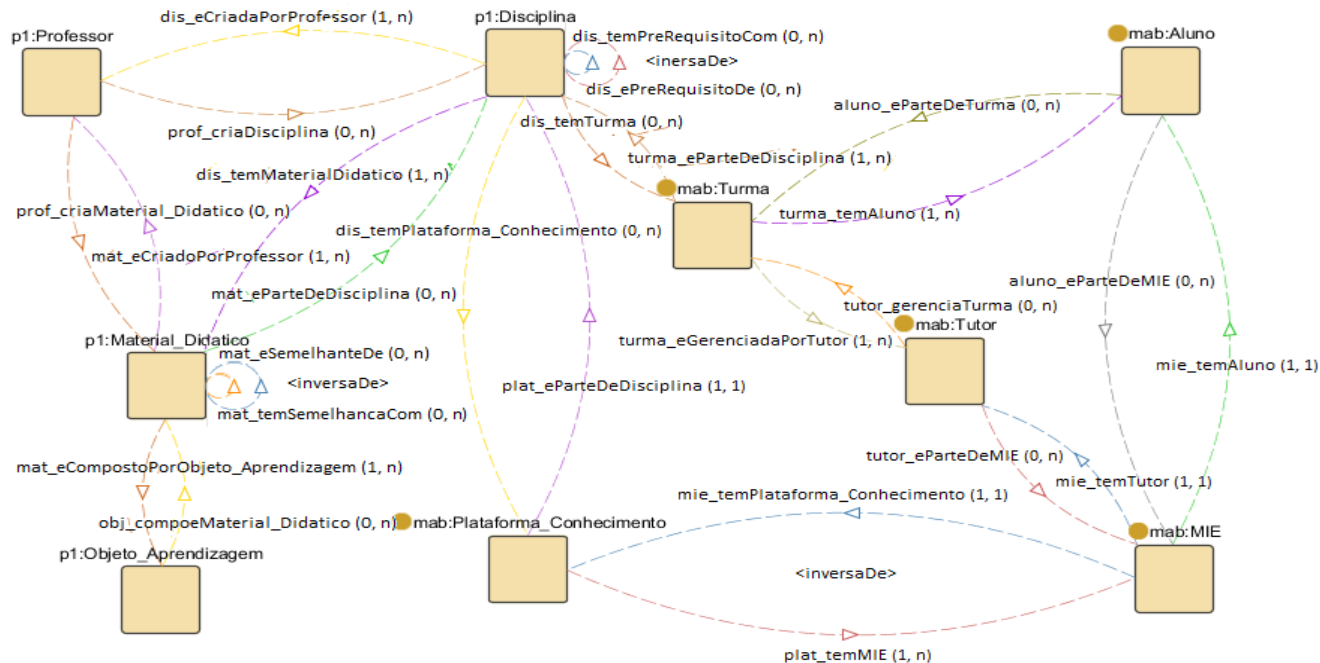 dis_eCriadaPorProfessor (1, n)
p1:Professor
p1:Disciplina
dis_temPreRequisitoCom (0, n)
<inersaDe>
dis_ePreRequisitoDe (0, n)
mab:Aluno
prof_criaDisciplina (0, n)
dis_temTurma (0, n)
aluno_eParteDeTurma (0, n)
turma_eParteDeDisciplina (1, n)
dis_temMaterialDidatico (1, n)
mab:Turma
prof_criaMaterial_Didatico (0, n)
turma_temAluno (1, n)
dis_temPlataforma_Conhecimento (0, n)
mat_eCriadoPorProfessor (1, n)
aluno_eParteDeMIE (0, n)
mat_eParteDeDisciplina (0, n)
tutor_gerenciaTurma (0, n)
mab:Tutor
p1:Material_Didatico
mat_eSemelhanteDe (0, n)
turma_eGerenciadaPorTutor (1, n)
mie_temAluno (1, 1)
<inversaDe>
plat_eParteDeDisciplina (1, 1)
mat_temSemelhancaCom (0, n)
mat_eCompostoPorObjeto_Aprendizagem (1, n)
tutor_eParteDeMIE (0, n)
mie_temTutor (1, 1)
mie_temPlataforma_Conhecimento (1, 1)
obj_compoeMaterial_Didatico (0, n)
mab:Plataforma_Conhecimento
mab:MIE
p1:Objeto_Aprendizagem
<inversaDe>
plat_temMIE (1, n)